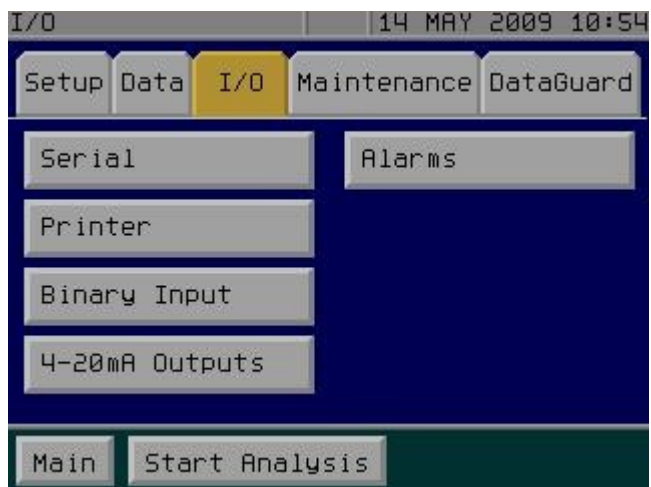 I/O 14 MAY 2009 10:54
Setup Data I/O Maintenance DataGuard
Serial Alarms
Printer
Binary Input
4-20mA Outputs
Main Start Analysis